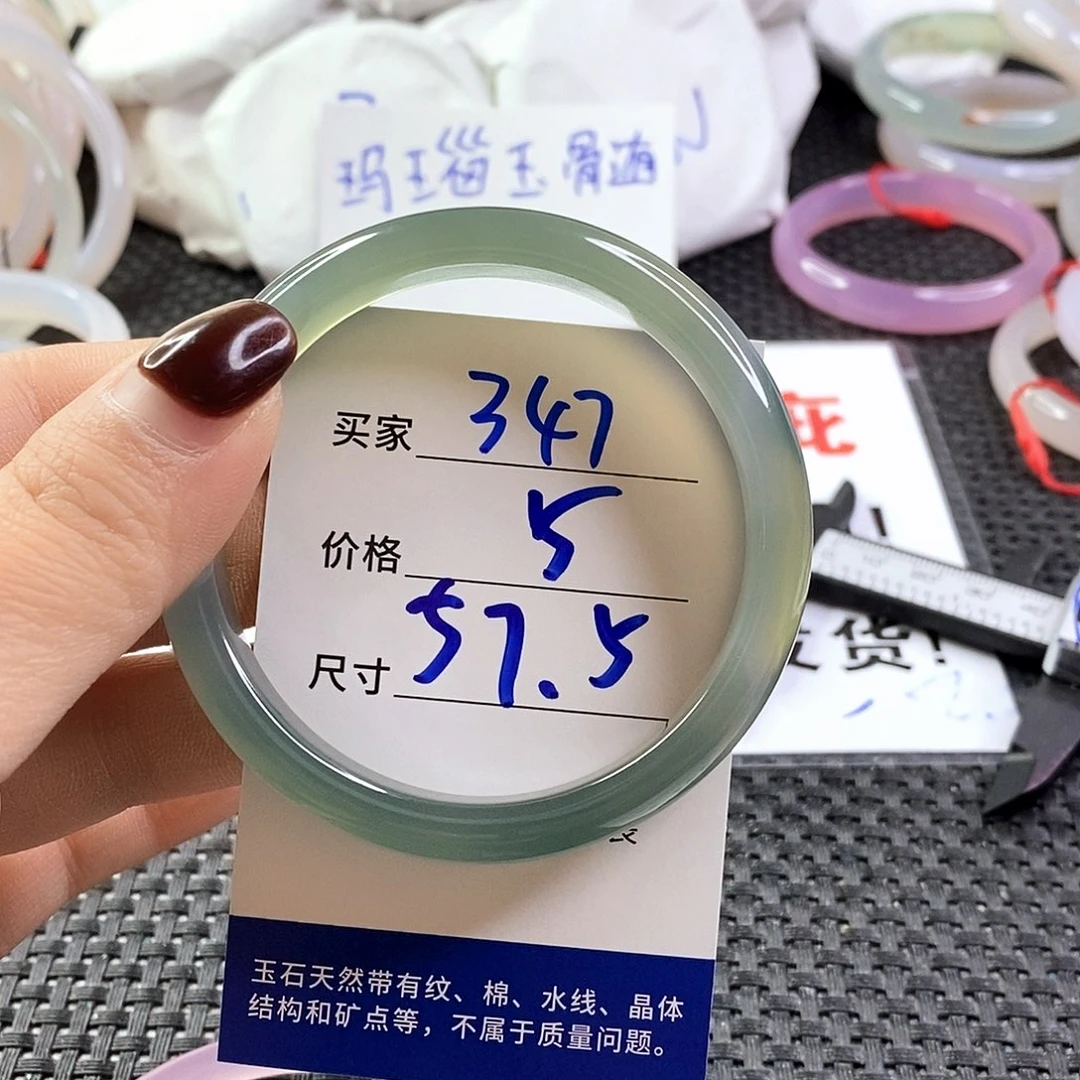 玛瑙玉骨髓
买家 347
价格 5
尺寸 57.5
玉石天然带有纹、棉、水线、晶体
结构和矿点等，不属于质量问题。
发货!